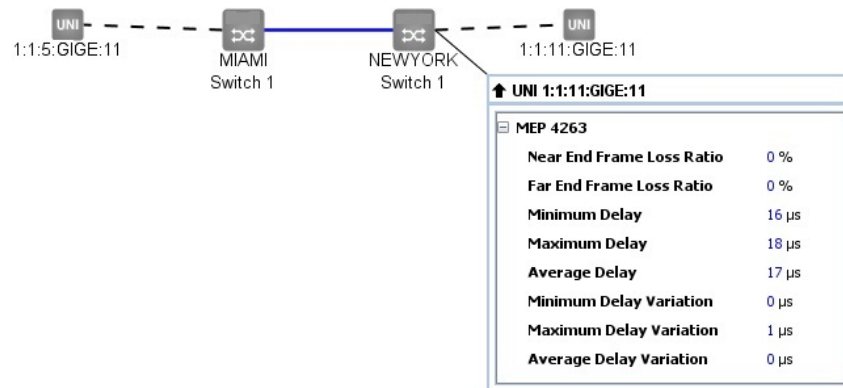 UNI
UNI
1:1:5:GIGE:11
1:1:11:GIGE:11
MIAMI
Switch 1
NEWYORK
Switch 1
UNI 1:1:11:GIGE:11
MEP 4263
Near End Frame Loss Ratio 0 %
Far End Frame Loss Ratio 0 %
Minimum Delay 16 µs
Maximum Delay 18 µs
Average Delay 17 µs
Minimum Delay Variation 0 µs
Maximum Delay Variation 1 µs
Average Delay Variation 0 µs